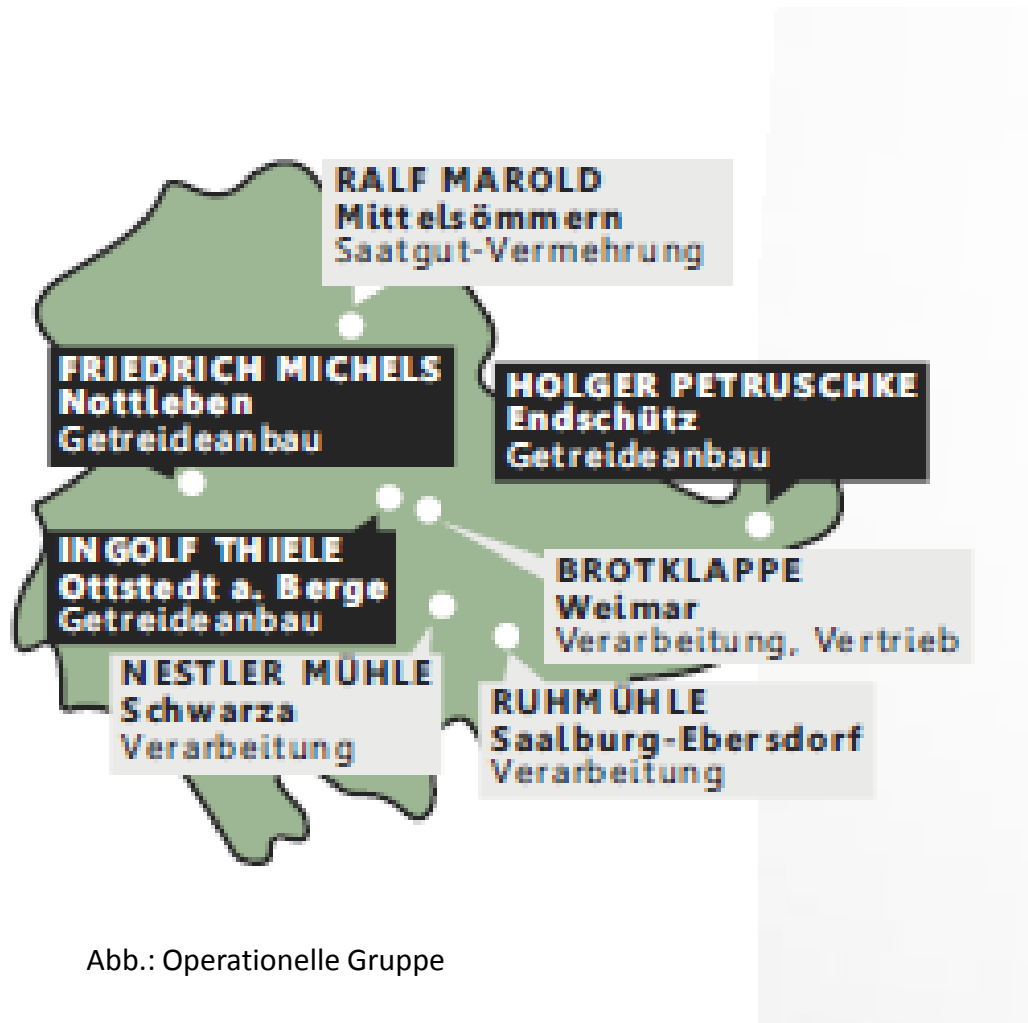 RALF MAROLD
Mittelsömmern
Saatgut-Vermehrung
FRIEDRICH MICHELS
Nottleben
Getreideanbau
HOLGER PETRUSCHKE
Endschütz
Getreideanbau
INGOLF THIELE
Ottstedt a. Berge
Getreideanbau
BROTKLAPPE
Weimar
Verarbeitung, Vertrieb
NESTLER MÜHLE
Schwarza
Verarbeitung
RUHMÜHLE
Saalburg-Ebersdorf
Verarbeitung
Abb.: Operationelle Gruppe